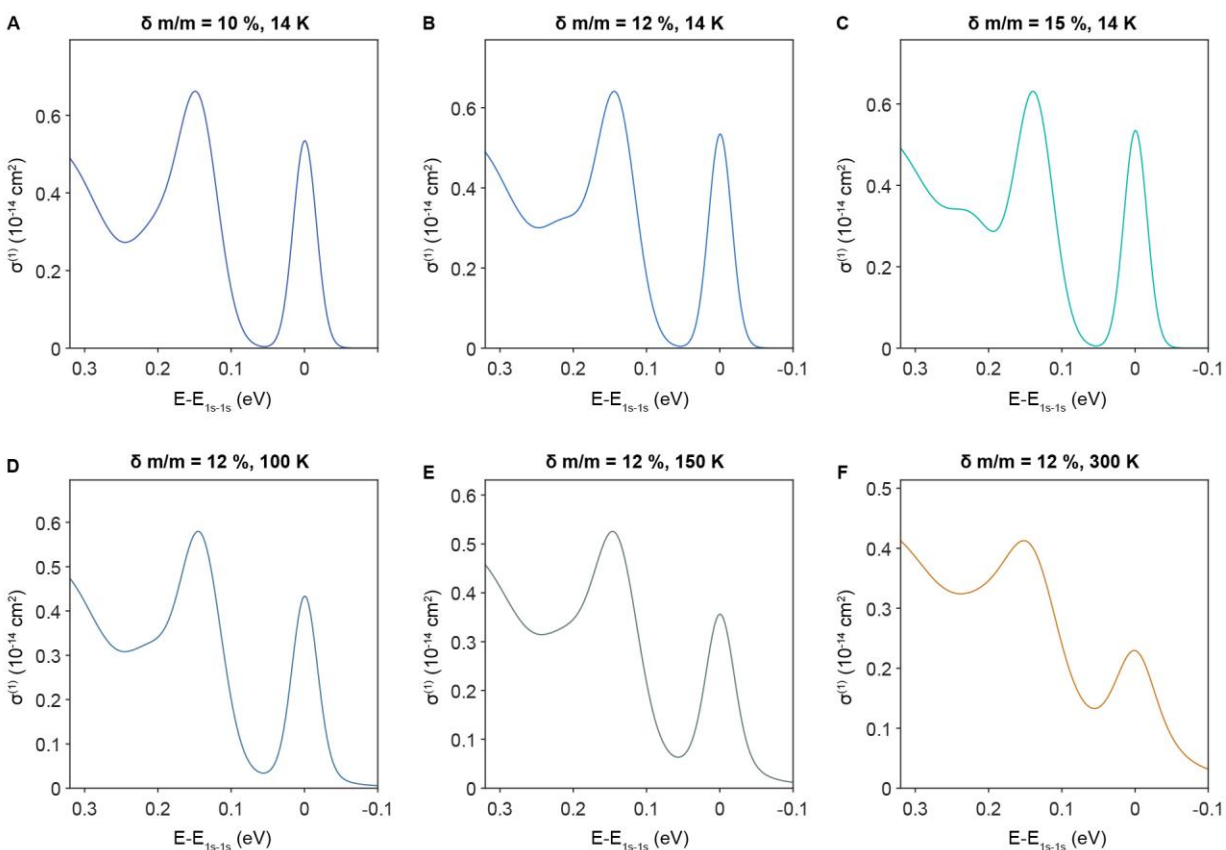 A
δ m/m = 10 %, 14 K
0.6
0.4
0.2
0
σ(1) (10-14 cm2)
0.3
0.2
0.1
0
E-E1s-1s (eV)
B
δ m/m = 12 %, 14 K
0.6
0.4
0.2
0
σ(1) (10-14 cm2)
0.3
0.2
0.1
0
-0.1
E-E1s-1s (eV)
C
δ m/m = 15 %, 14 K
0.6
0.4
0.2
0
σ(1) (10-14 cm2)
0.3
0.2
0.1
0
-0.1
E-E1s-1s (eV)
D
δ m/m = 12 %, 100 K
0.6
0.5
0.4
0.3
0.2
0.1
0
σ(1) (10-14 cm2)
0.3
0.2
0.1
0
-0.1
E-E1s-1s (eV)
E
δ m/m = 12 %, 150 K
0.6
0.5
0.4
0.3
0.2
0.1
0
σ(1) (10-14 cm2)
0.3
0.2
0.1
0
-0.1
E-E1s-1s (eV)
F
δ m/m = 12 %, 300 K
0.5
0.4
0.3
0.2
0.1
0
σ(1) (10-14 cm2)
0.3
0.2
0.1
0
-0.1
E-E1s-1s (eV)